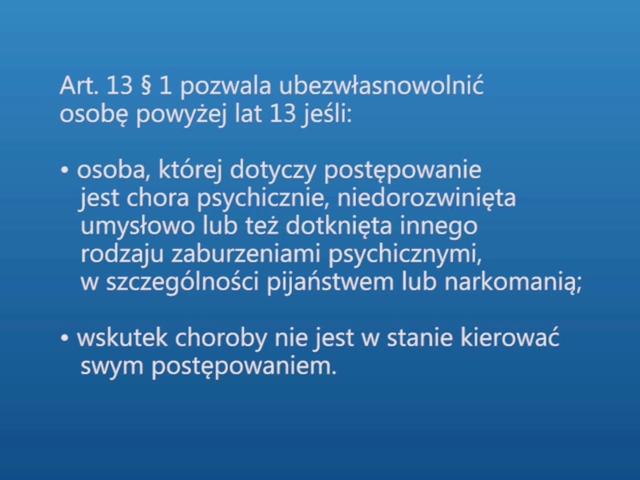 Art. 13 § 1 pozwala ubezwłasnowolnić
osobę powyżej lat 13 jeśli:
• osoba, której dotyczy postępowanie
jest chora psychicznie, niedorozwinięta
umysłowo lub też dotknięta innego
rodzaju zaburzeniami psychicznymi,
w szczególności pijaństwem lub narkomanią;
• wskutek choroby nie jest w stanie kierować
swym postępowaniem.